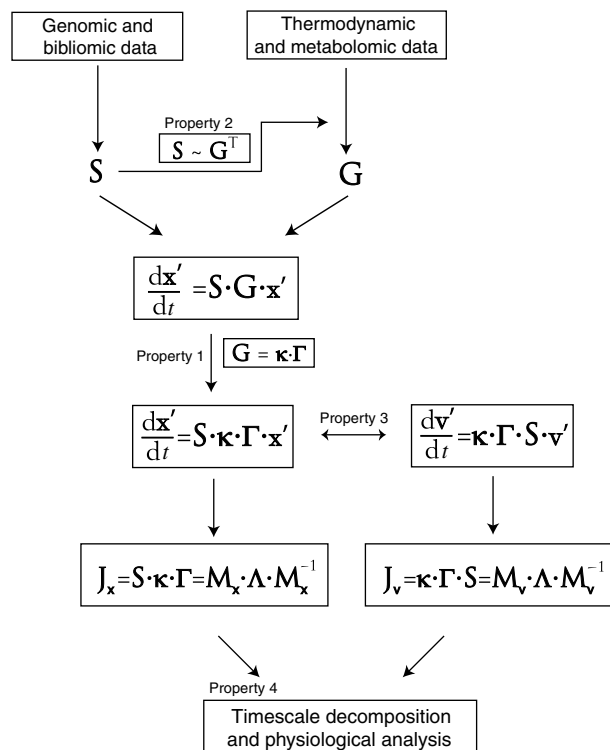 Genomic and
bibliomic data
Thermodynamic
and metabolomic data
Property 2
S ~ G^T
S
G
dx′/dt = S·G·x′
Property 1
G = κ·Γ
dx′/dt = S·κ·Γ·x′
Property 3
dv′/dt = κ·Γ·S·v′
J_x = S·κ·Γ = M_x·Λ·M_x^-1
J_v = κ·Γ·S = M_v·Λ·M_v^-1
Property 4
Timescale decomposition
and physiological analysis